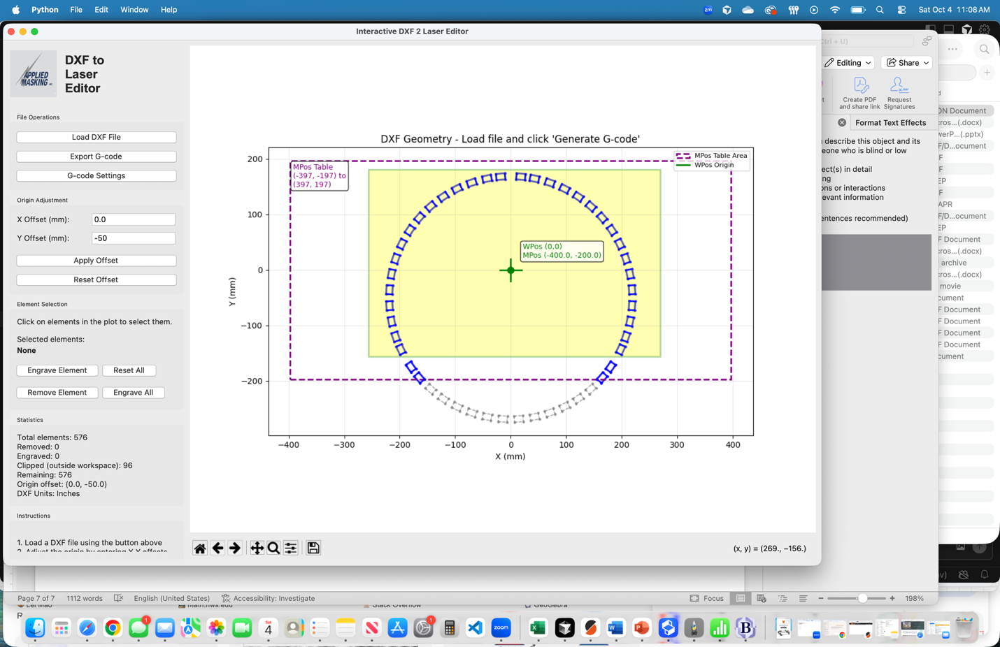 Python File Edit Window Help
zm
Sat Oct 4 11:08 AM
Interactive DXF 2 Laser Editor
APPLIED
MASKING INC.
DXF to
Laser
Editor
File Operations
Load DXF File
Export G-code
G-code Settings
Origin Adjustment
X Offset (mm): 0.0
Y Offset (mm): -50
Apply Offset
Reset Offset
Element Selection
Click on elements in the plot to select them.
Selected elements:
None
Engrave Element Reset All
Remove Element Engrave All
Statistics
Total elements: 576
Removed: 0
Engraved: 0
Clipped (outside workspace): 96
Remaining: 576
Origin offset: (0.0, -50.0)
DXF Units: Inches
Instructions
1. Load a DXF file using the button above
2. Adjust the origin by entering X,Y offsets
DXF Geometry - Load file and click 'Generate G-code'
MPos Table Area
WPos Origin
MPos Table
(-397, -197) to
(397, 197)
WPos (0,0)
MPos (-400.0, -200.0)
Y (mm)
200
100
0
−100
−200
−400 −300 −200 −100 0 100 200 300 400
X (mm)
(x, y) = (269., −156.)
Ctrl + U)
Editing Share
Create PDF
and share link
Request
Signatures
Format Text Effects
describe this object and its
eone who is blind or low
ect(s) in detail
ng
ons or interactions
evant information
entences recommended)
ON Document
cros...(.docx)
werP...(.pptx)
F/D...ocument
F
F
EP
F
APR
F/D...ocument
EP
F Document
cros...(.docx)
archive
cros...(.docx)
movie
cument
F Document
F Document
F Document
F Document
cument
Page 7 of 7 1112 words English (United States) Accessibility: Investigate
Focus
198%
Lei Mao
math.nws.edu
Stack Overflow
GeoGebra
1
Sat
4
1
zoom